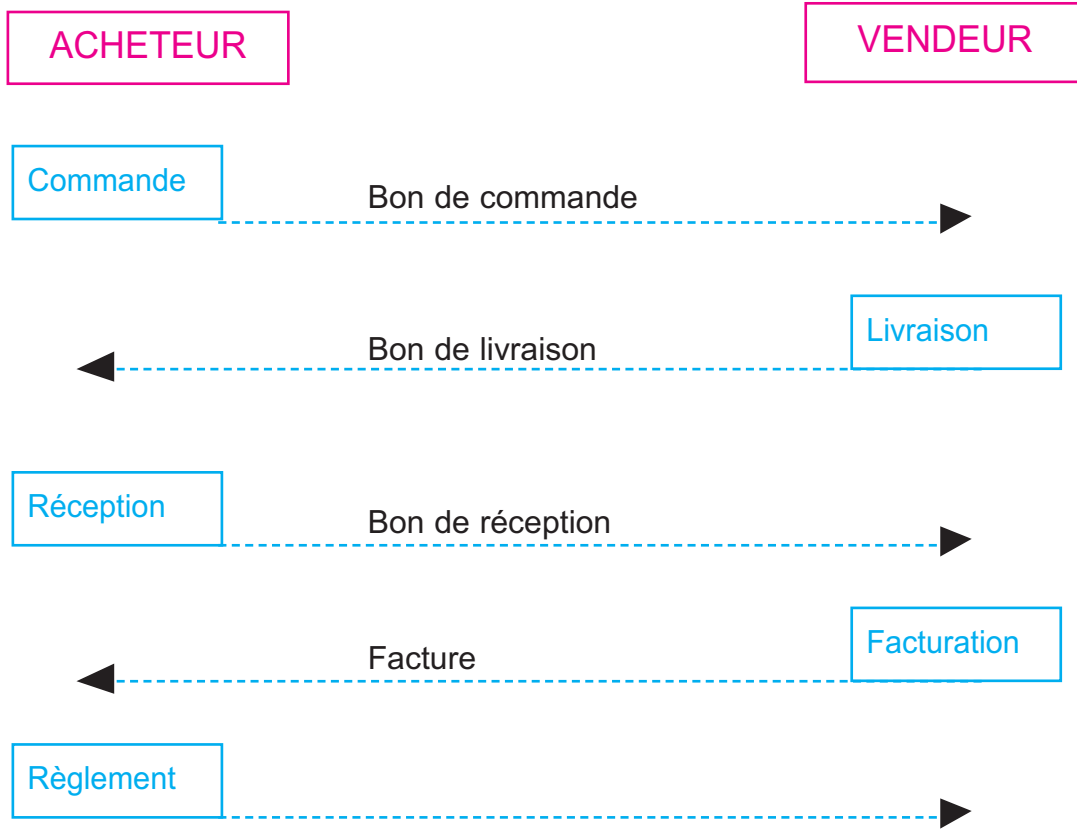 ACHETEUR
VENDEUR
Commande
Bon de commande
Livraison
Bon de livraison
Réception
Bon de réception
Facturation
Facture
Règlement